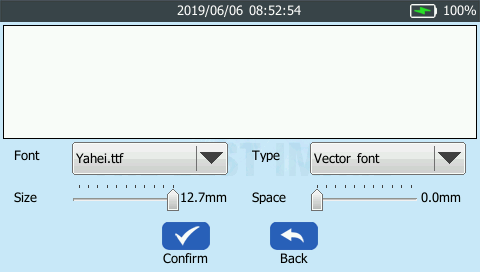 2019/06/06 08:52:54 100%
Font Yahei.ttf Type Vector font
Size 12.7mm Space 0.0mm
Confirm Back